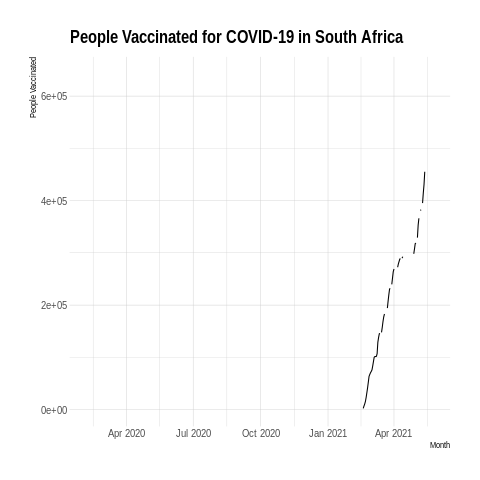 People Vaccinated for COVID-19 in South Africa
People Vaccinated
6e+05
4e+05
2e+05
0e+00
Apr 2020 Jul 2020 Oct 2020 Jan 2021 Apr 2021
Month